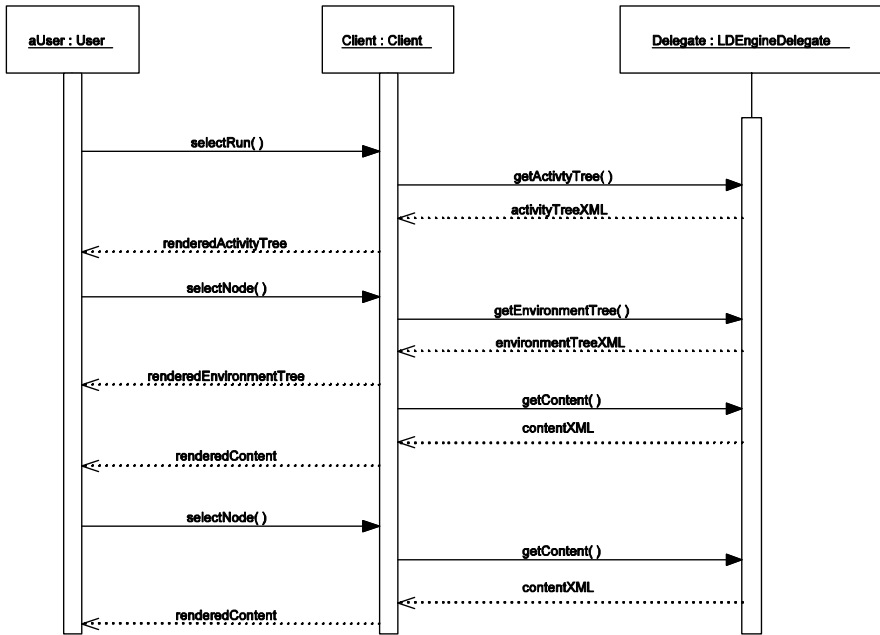 aUser : User
Client : Client
Delegate : LDEngineDelegate
selectRun( )
getActivtyTree( )
activityTreeXML
renderedActivityTree
selectNode( )
getEnvironmentTree( )
environmentTreeXML
renderedEnvironmentTree
getContent( )
contentXML
renderedContent
selectNode( )
getContent( )
contentXML
renderedContent